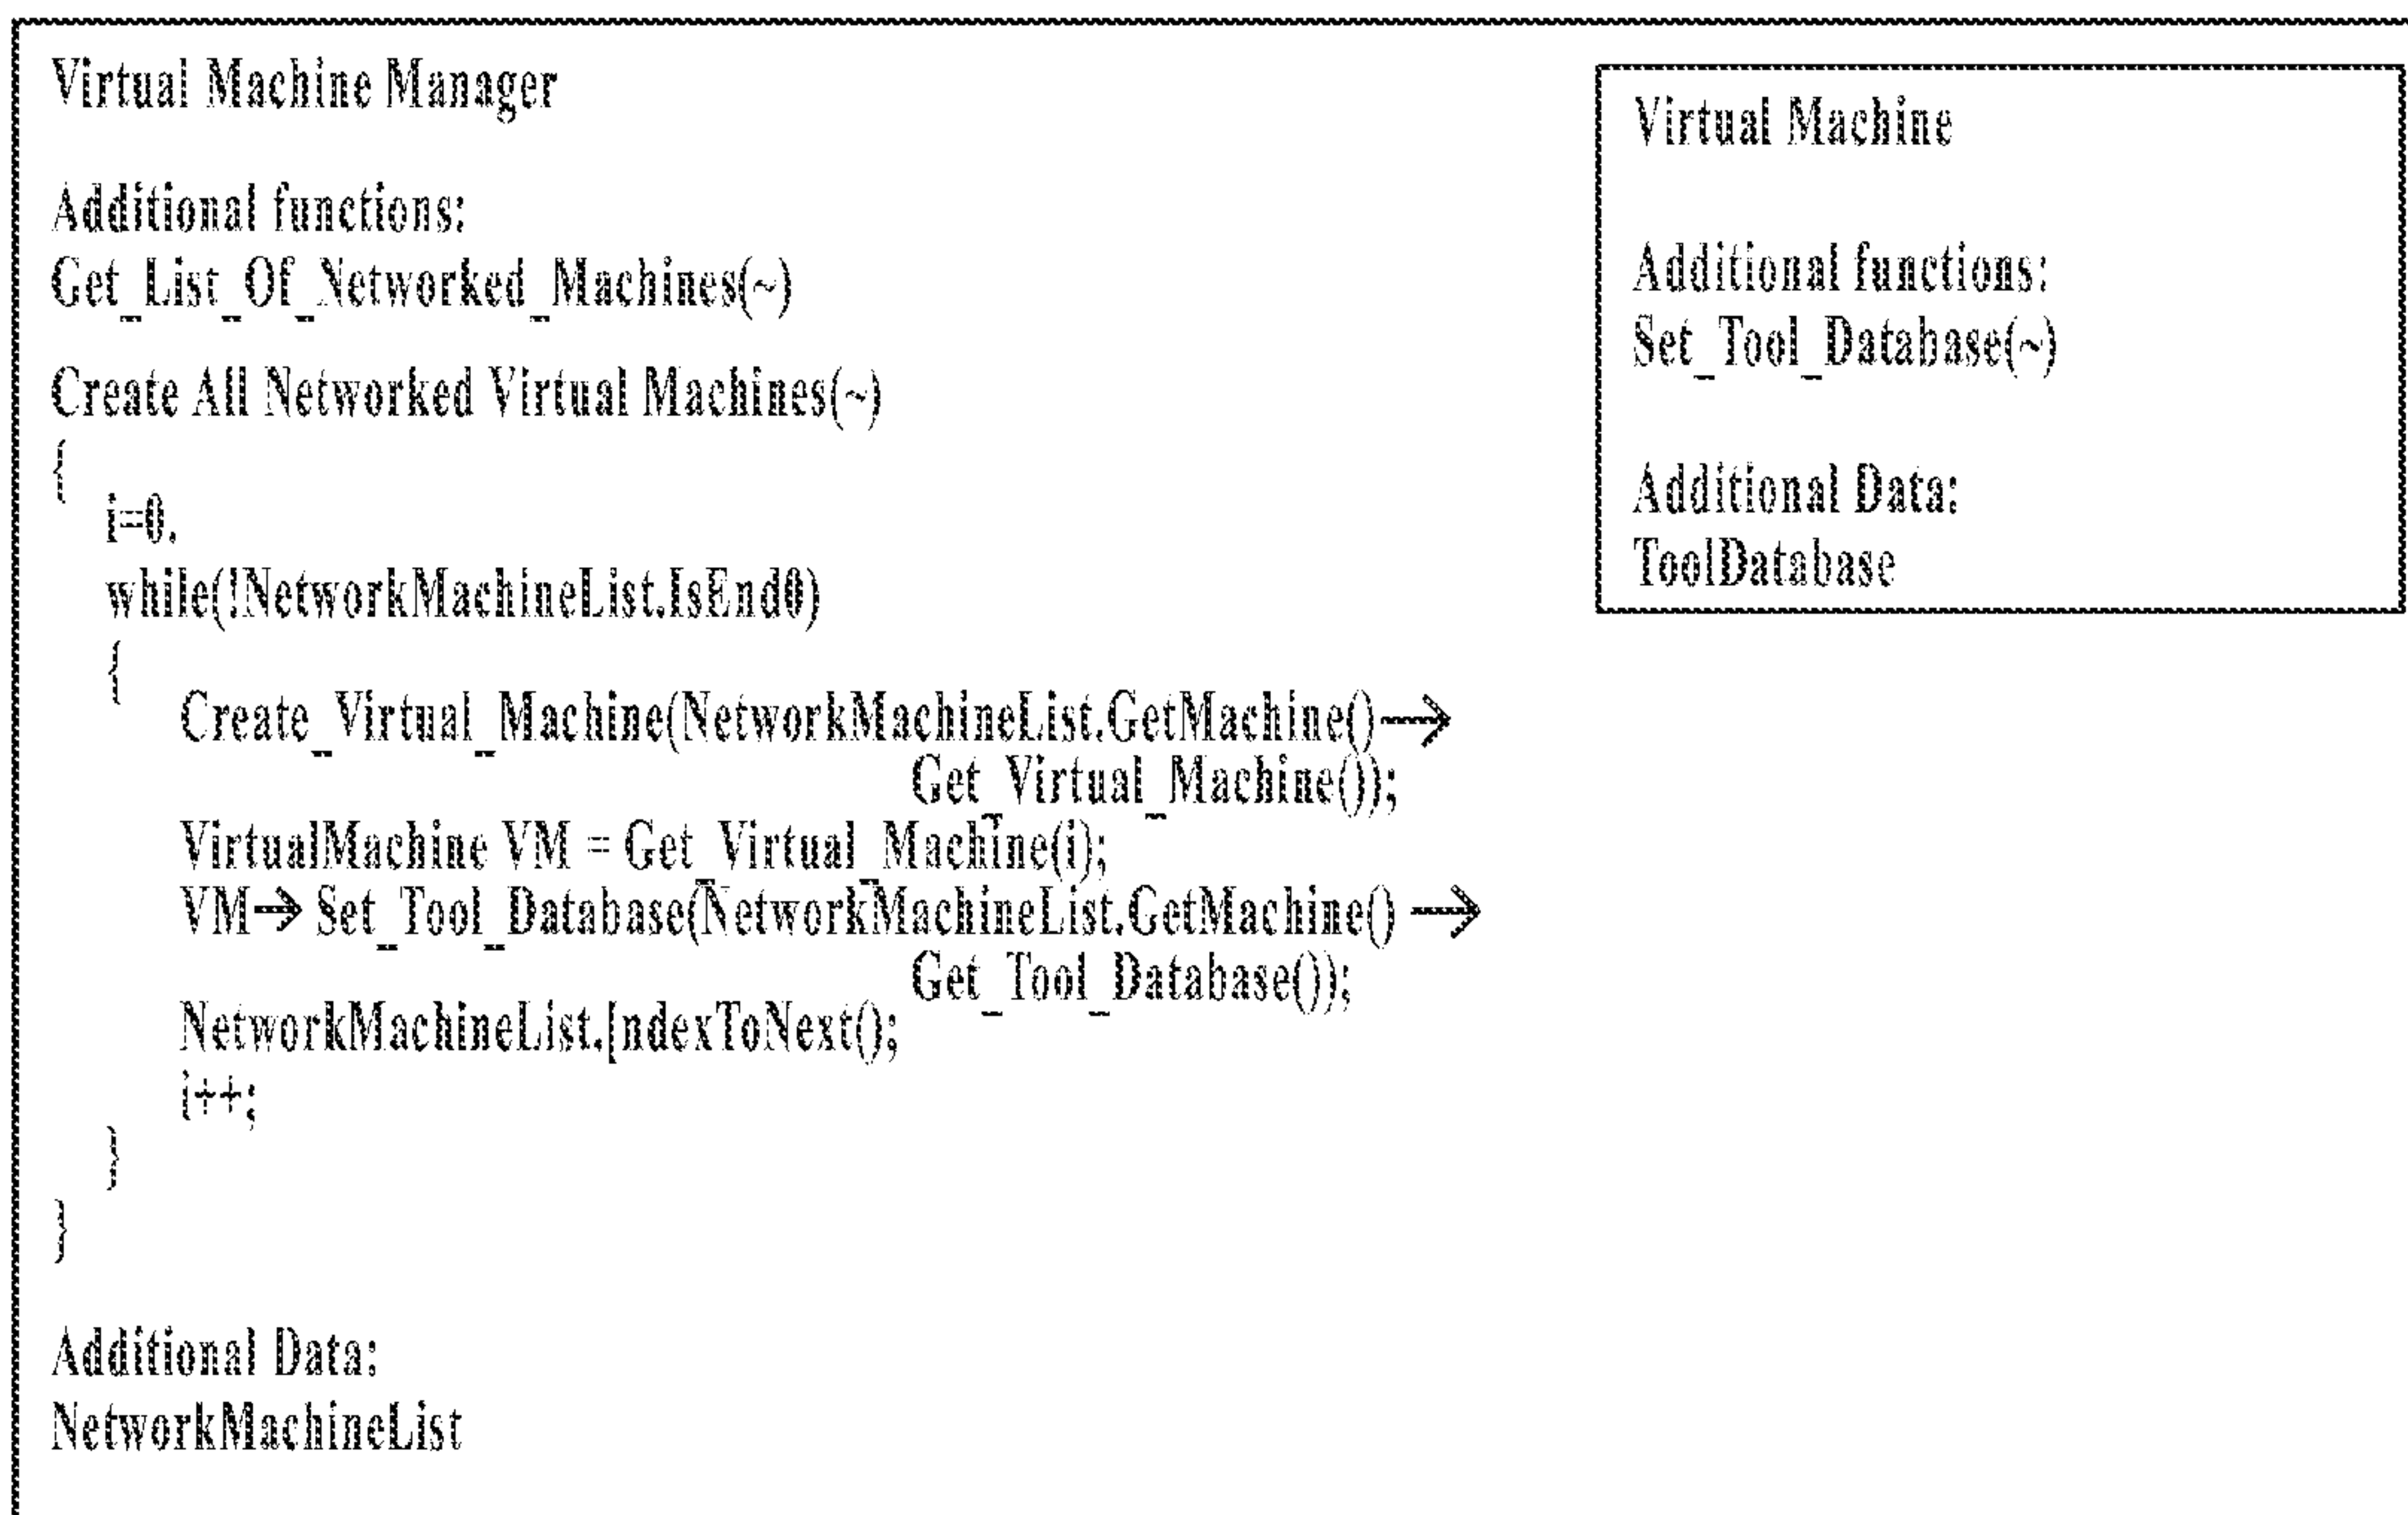 Virtual Machine Manager
Additional functions:
Get_List_Of_Networked_Machines(~)
Create All Networked Virtual Machines(~)
{
i=0.
while(!NetworkMachineList.IsEnd0)
{
Create_Virtual_Machine(NetworkMachineList.GetMachine()→
Get_Virtual_Machine());
VirtualMachine VM = Get_Virtual_Machine(i);
VM→ Set_Tool_Database(NetworkMachineList.GetMachine() →
Get_Tool_Database());
NetworkMachineList.[ndexToNext();
i++;
}
}
Additional Data:
NetworkMachineList
Virtual Machine
Additional functions:
Set_Tool_Database(~)
Additional Data:
ToolDatabase